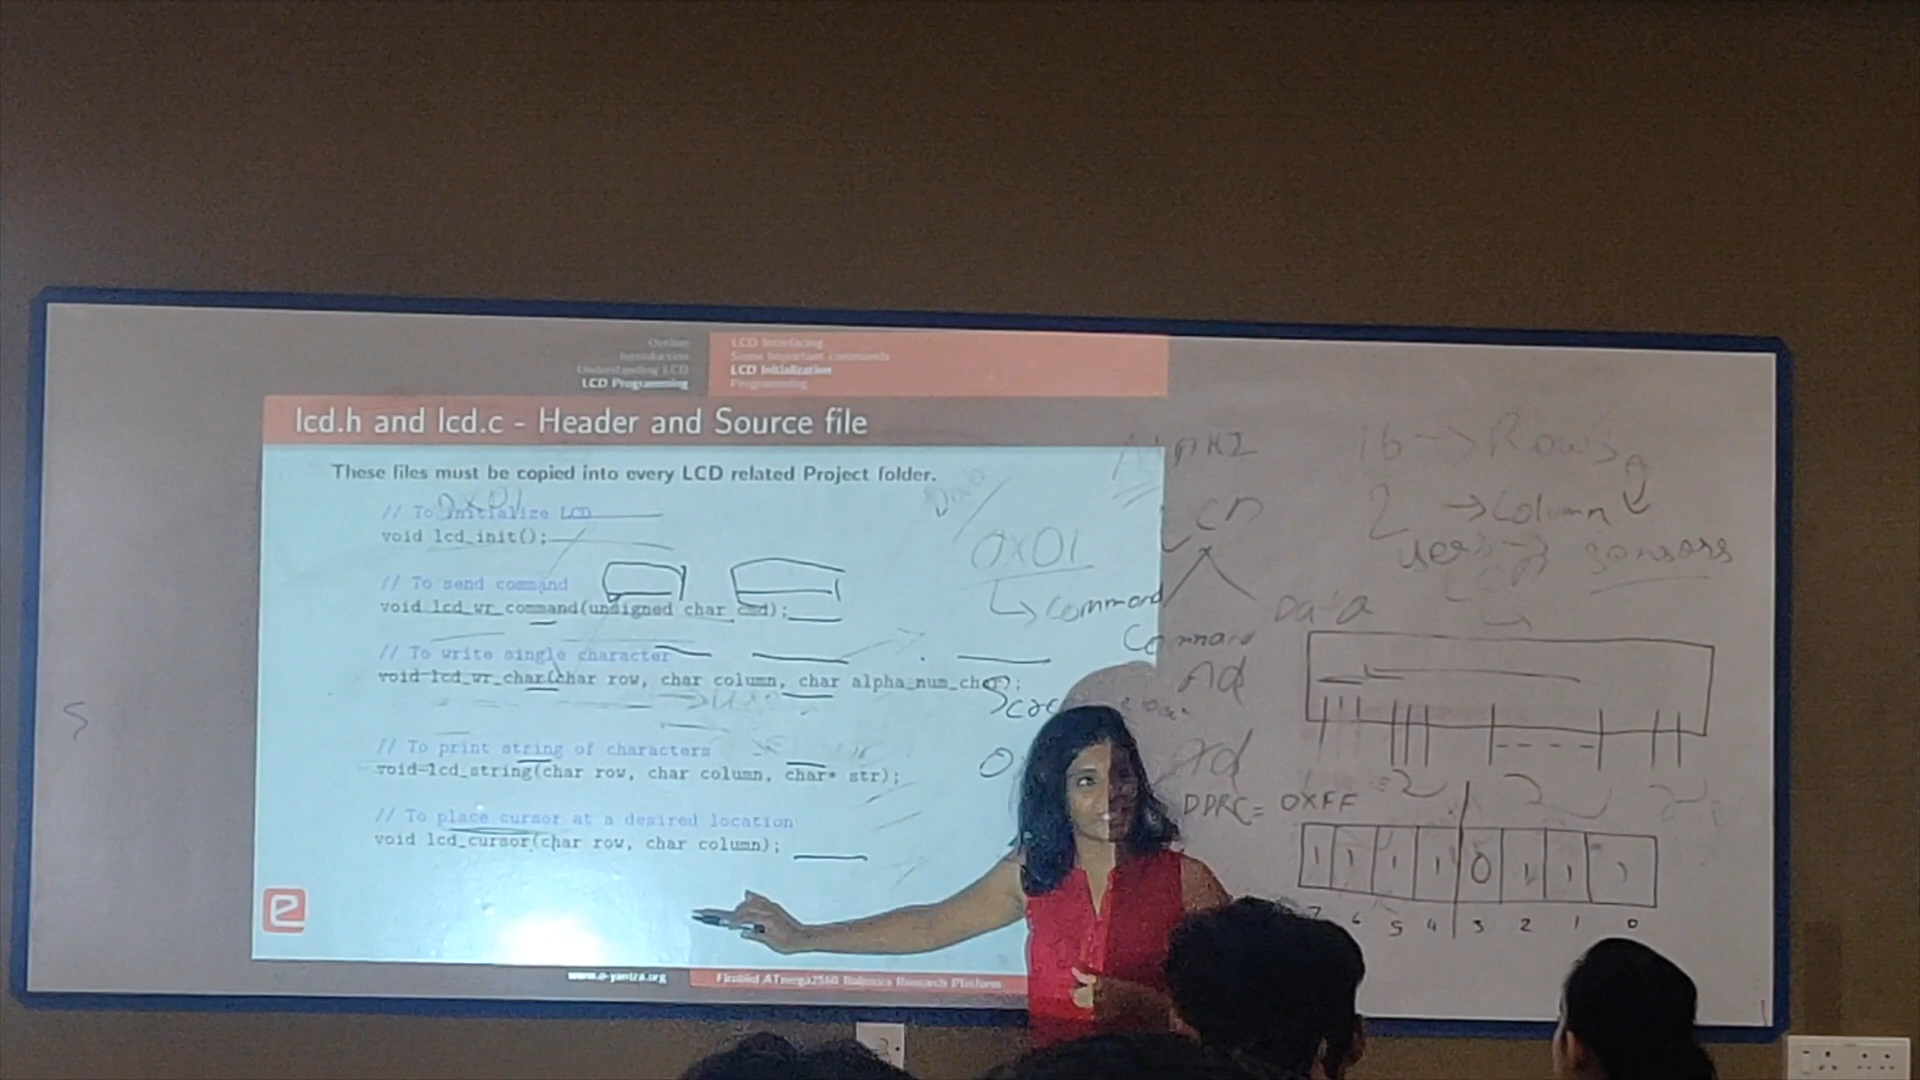 Outline
Introduction
Understanding LCD
LCD Programming
LCD Interfacing
Some important commands
LCD Initialization
Programming
lcd.h and lcd.c - Header and Source file
These files must be copied into every LCD related Project folder.
// To initialize LCD
void lcd_init();
// To send command
void lcd_wr_command(unsigned char cmd);
// To write single character
void lcd_wr_char(char row, char column, char alpha_num_char);
// To print string of characters
void lcd_string(char row, char column, char* str);
// To place cursor at a desired location
void lcd_cursor(char row, char column);
e
www.e-yantra.org
Firebird ATmega2560 Robotics Research Platform
0X01
0X01
Command
LCD
Command
Data
16 → Rows
2 → Column
sensors
DDRC = 0XFF
1 1 1 1 0 1 1 1
7 6 5 4 3 2 1 0